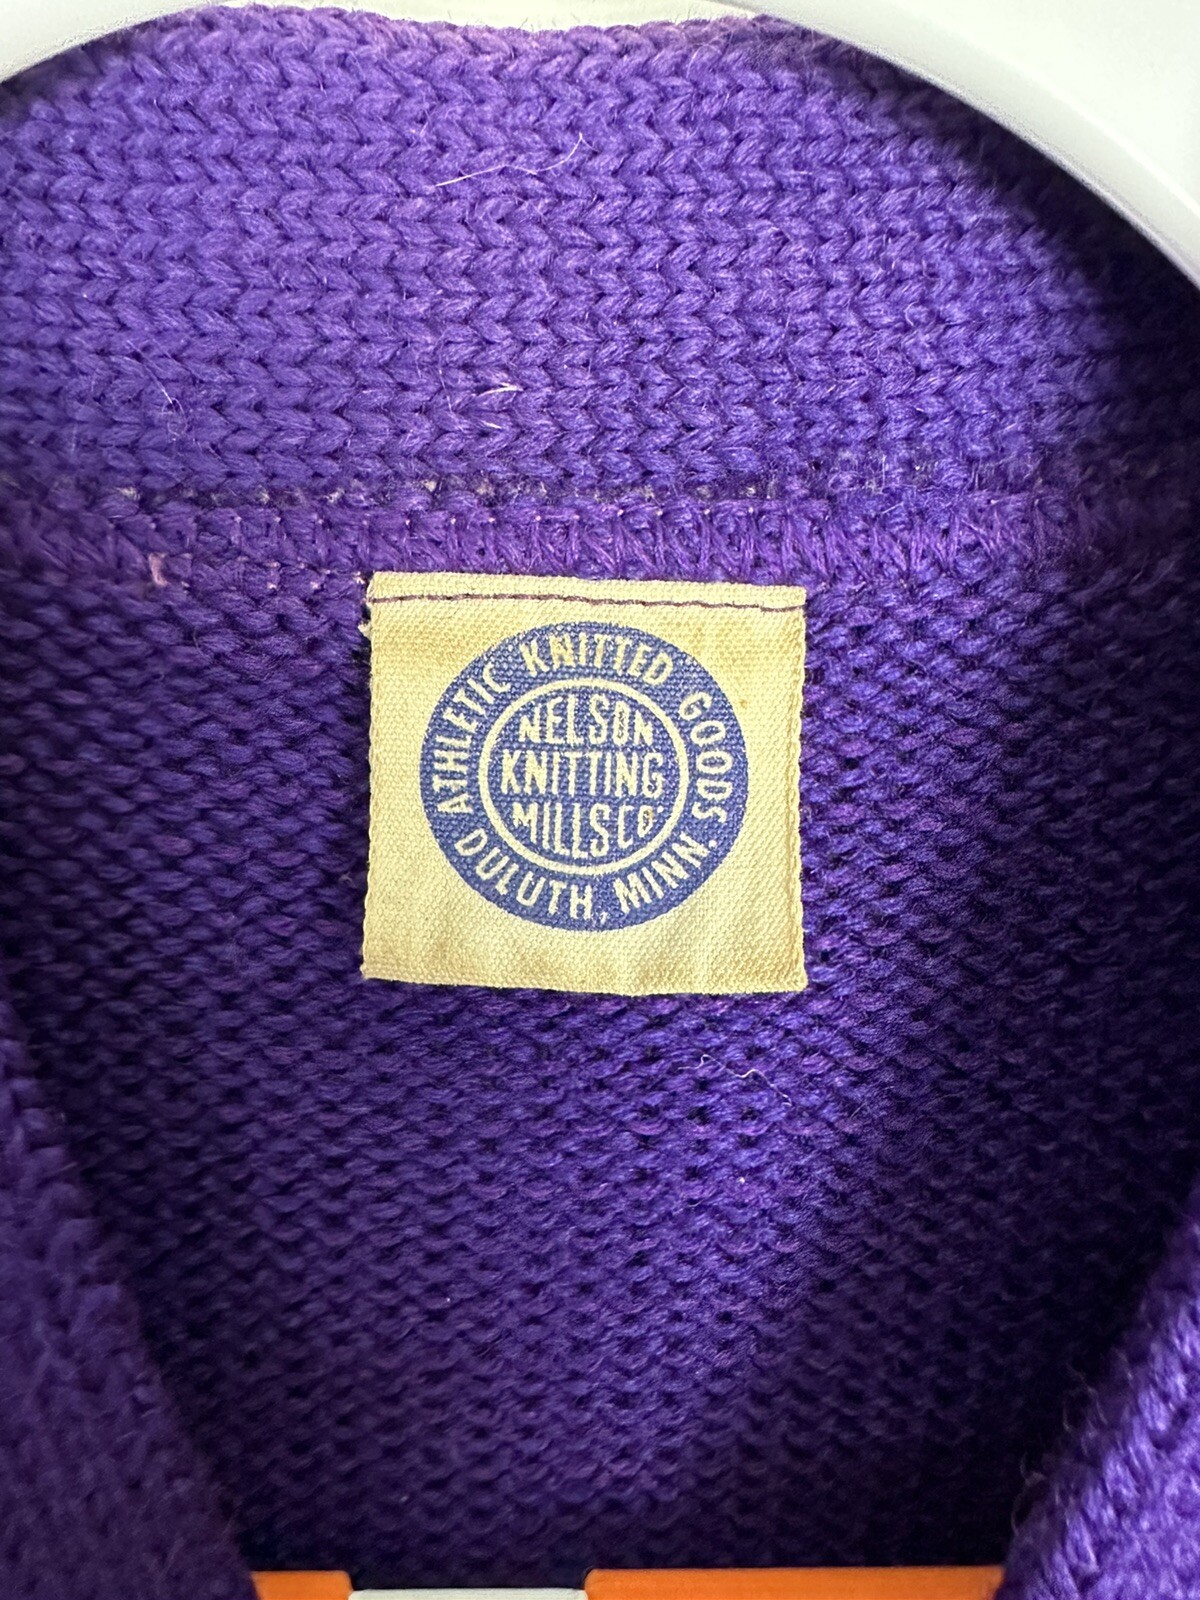 ATHLETIC KNITTED GOODS.
NELSON
KNITTING
MILLS CO.
DULUTH, MINN.